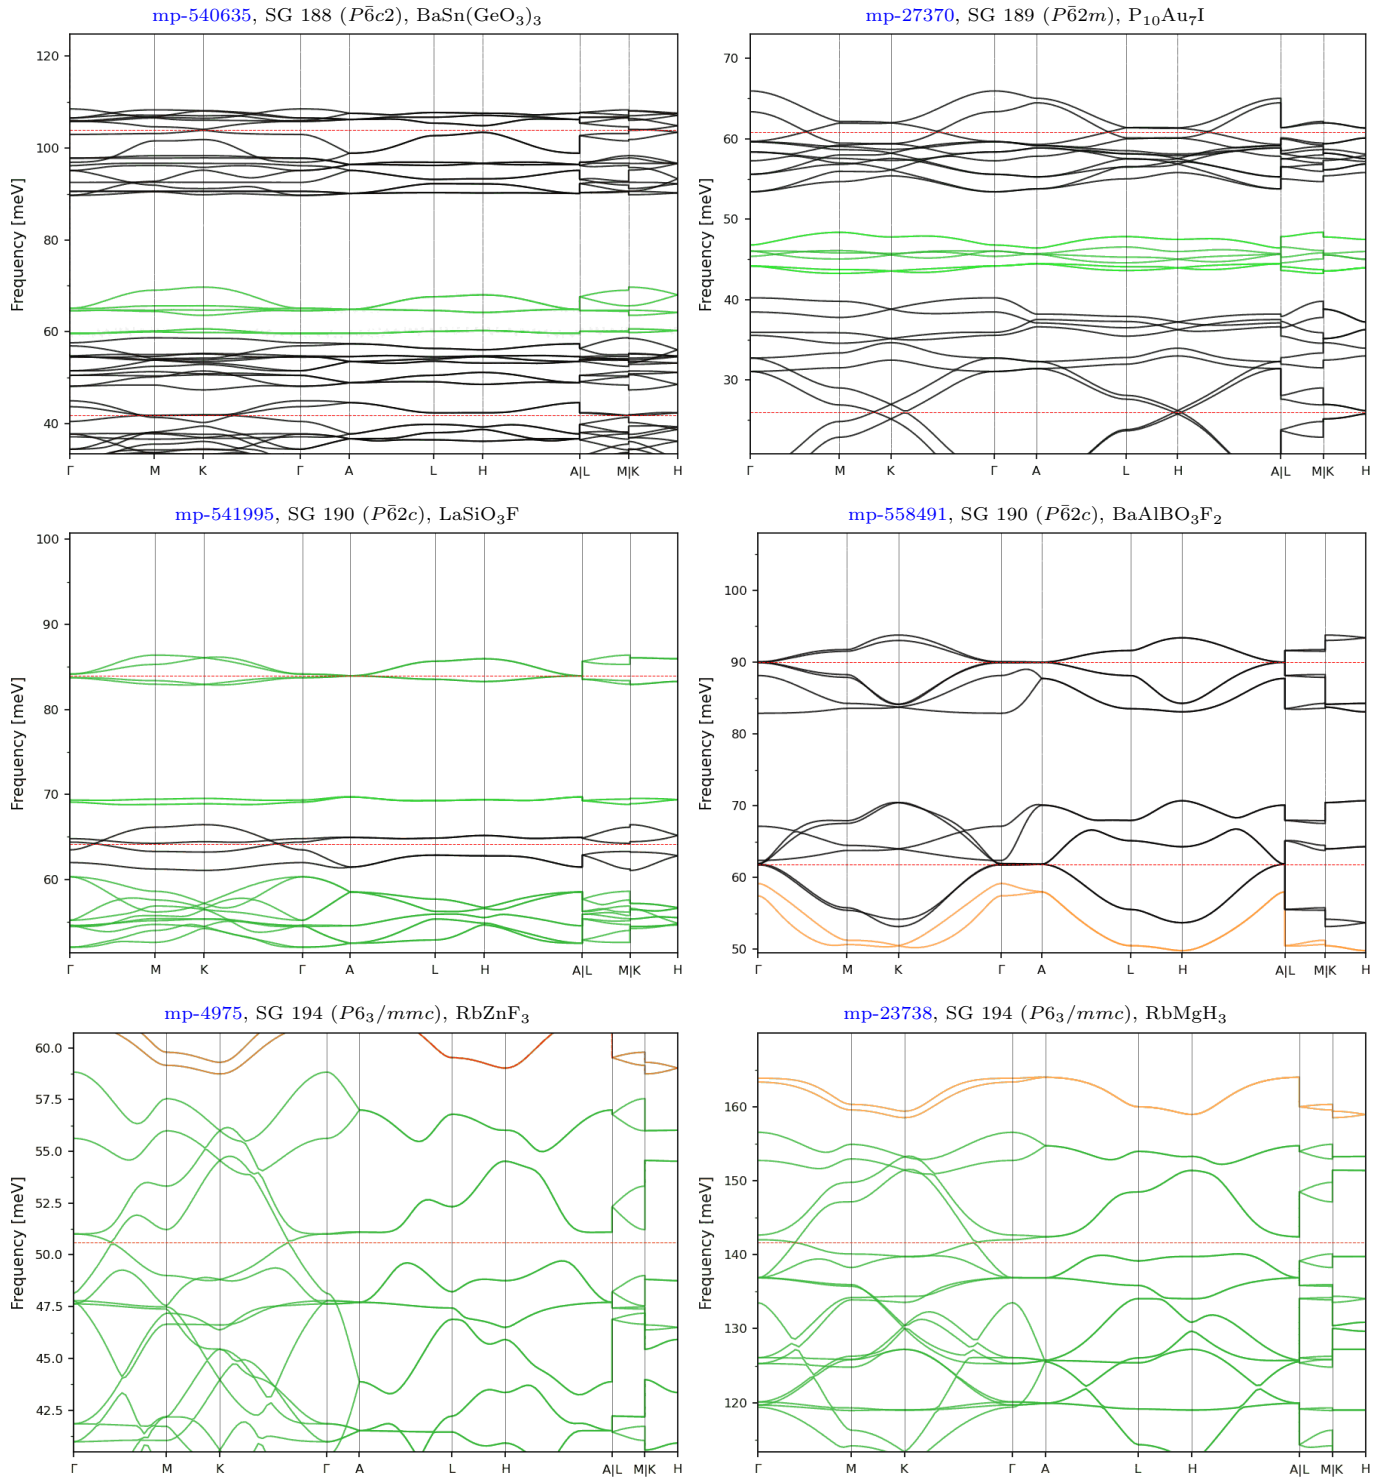 mp-540635, SG 188 (P6̄c2), BaSn(GeO₃)₃
Frequency [meV]
120
100
80
60
40
Γ M K Γ A L H A|L M|K H
mp-27370, SG 189 (P6̄2m), P₁₀Au₇I
Frequency [meV]
70
60
50
40
30
Γ M K Γ A L H A|L M|K H
mp-541995, SG 190 (P6̄2c), LaSiO₃F
Frequency [meV]
100
90
80
70
60
Γ M K Γ A L H A|L M|K H
mp-558491, SG 190 (P6̄2c), BaAlBO₃F₂
Frequency [meV]
100
90
80
70
60
50
Γ M K Γ A L H A|L M|K H
mp-4975, SG 194 (P6₃/mmc), RbZnF₃
Frequency [meV]
60.0
57.5
55.0
52.5
50.0
47.5
45.0
42.5
Γ M K Γ A L H A|L M|K H
mp-23738, SG 194 (P6₃/mmc), RbMgH₃
Frequency [meV]
160
150
140
130
120
Γ M K Γ A L H A|L M|K H